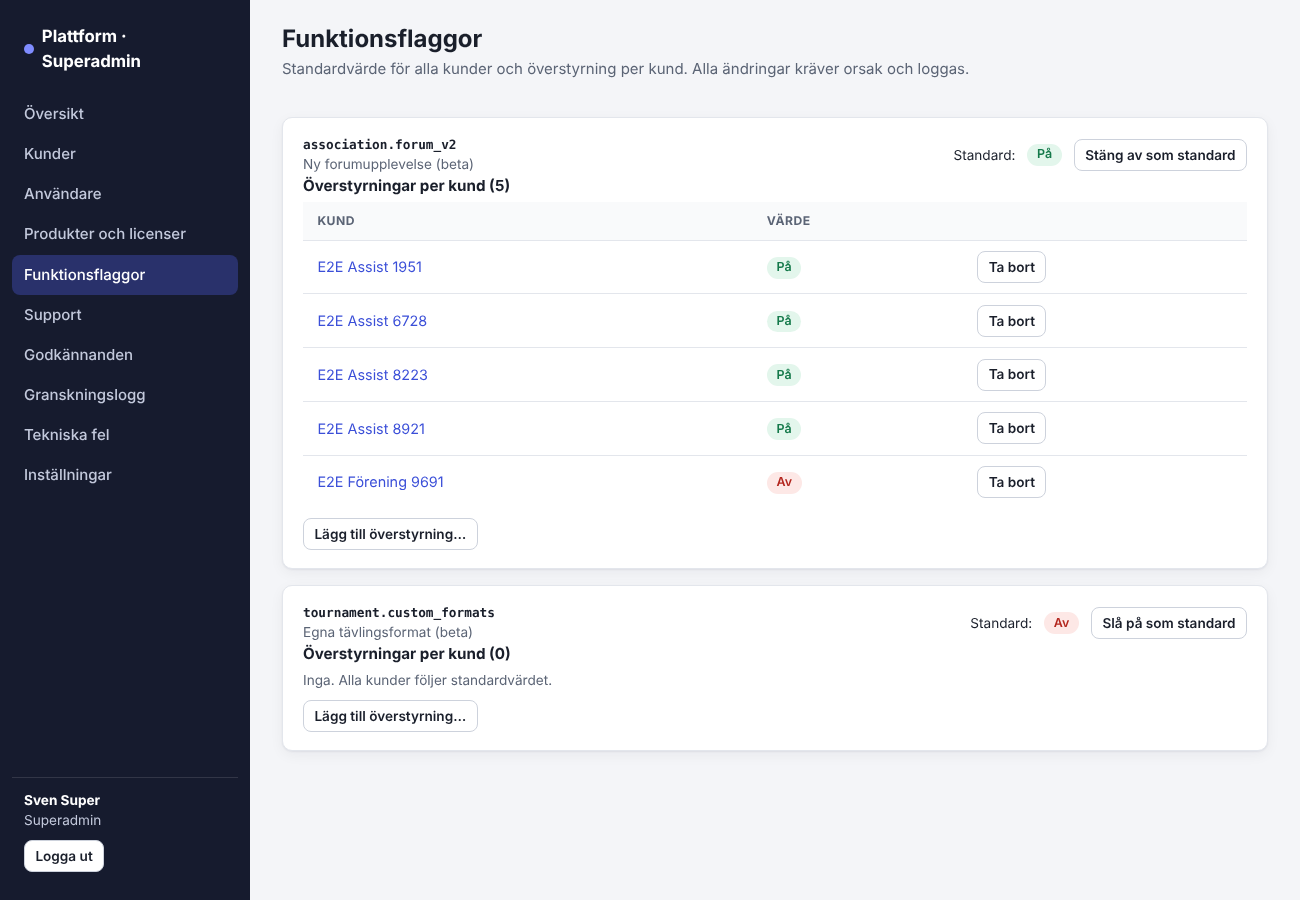 Plattform ·
Superadmin
Översikt
Kunder
Användare
Produkter och licenser
Funktionsflaggor
Support
Godkännanden
Granskningslogg
Tekniska fel
Inställningar
Sven Super
Superadmin
Logga ut
Funktionsflaggor
Standardvärde för alla kunder och överstyrning per kund. Alla ändringar kräver orsak och loggas.
association.forum_v2
Ny forumupplevelse (beta)
Standard: På Stäng av som standard
Överstyrningar per kund (5)
KUND VÄRDE
E2E Assist 1951 På Ta bort
E2E Assist 6728 På Ta bort
E2E Assist 8223 På Ta bort
E2E Assist 8921 På Ta bort
E2E Förening 9691 Av Ta bort
Lägg till överstyrning…
tournament.custom_formats
Egna tävlingsformat (beta)
Standard: Av Slå på som standard
Överstyrningar per kund (0)
Inga. Alla kunder följer standardvärdet.
Lägg till överstyrning…